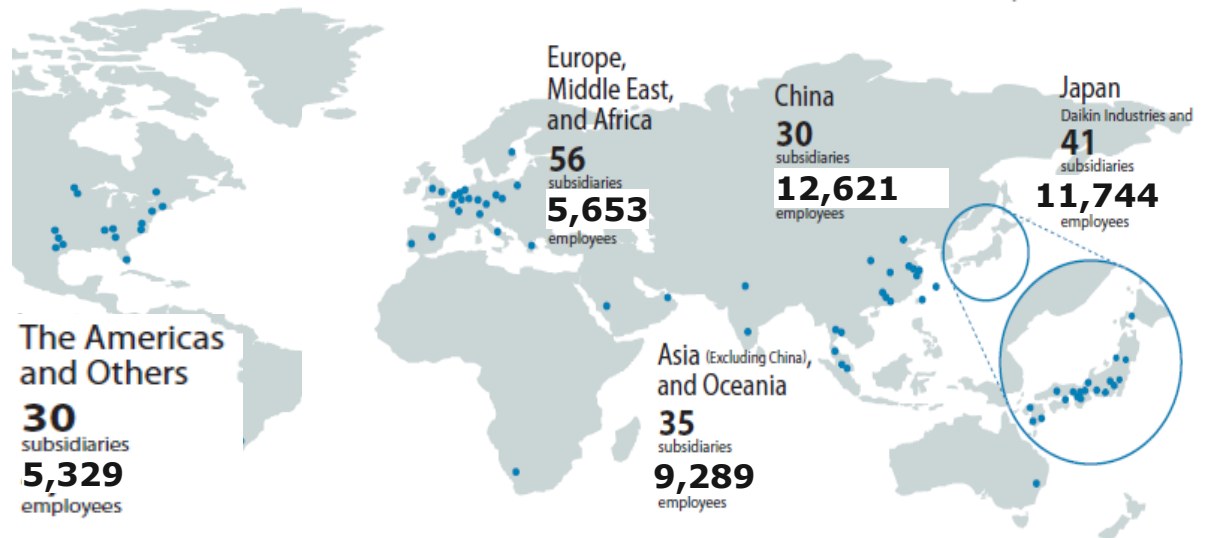 Europe,
Middle East,
and Africa
56
subsidiaries
5,653
employees
China
30
subsidiaries
12,621
employees
Japan
Daikin Industries and
41
subsidiaries
11,744
employees
The Americas
and Others
30
subsidiaries
5,329
employees
Asia (Excluding China),
and Oceania
35
subsidiaries
9,289
employees